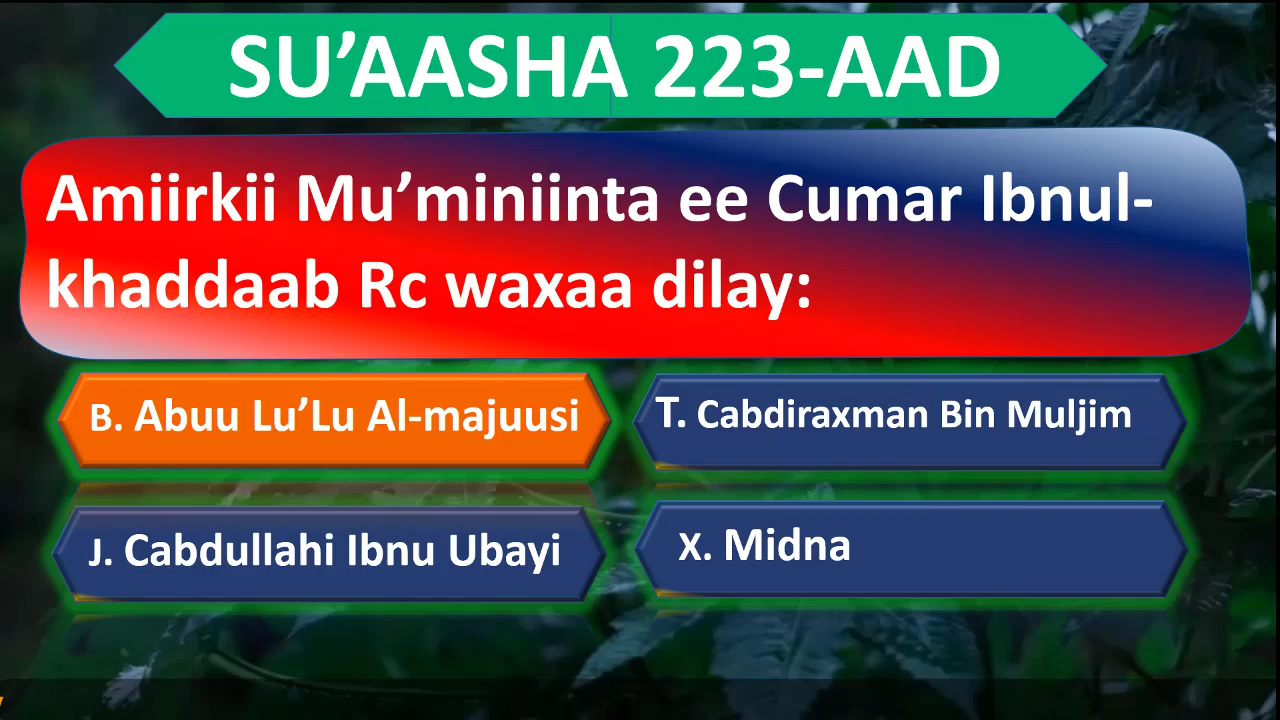 SU’AASHA 223-AAD
Amiirkii Mu’miniinta ee Cumar Ibnul-
khaddaab Rc waxaa dilay:
B. Abuu Lu’Lu Al-majuusi
T. Cabdiraxman Bin Muljim
J. Cabdullahi Ibnu Ubayi
X. Midna